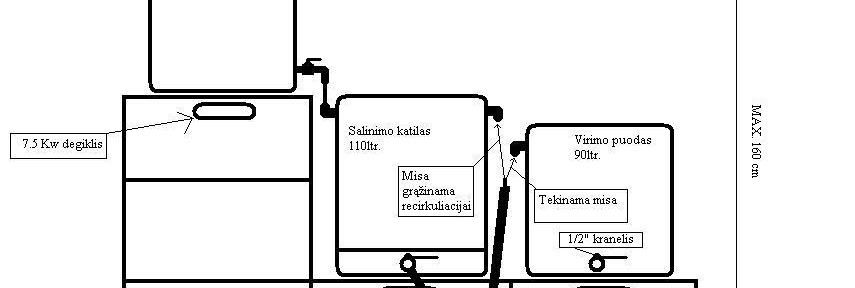 7.5 Kw degiklis
Salinimo katilas
110ltr.
Misa
grąžinama
recirkuliacijai
Virimo puodas
90ltr.
Tekinama misa
1/2" kranelis
MAX. 160 cm